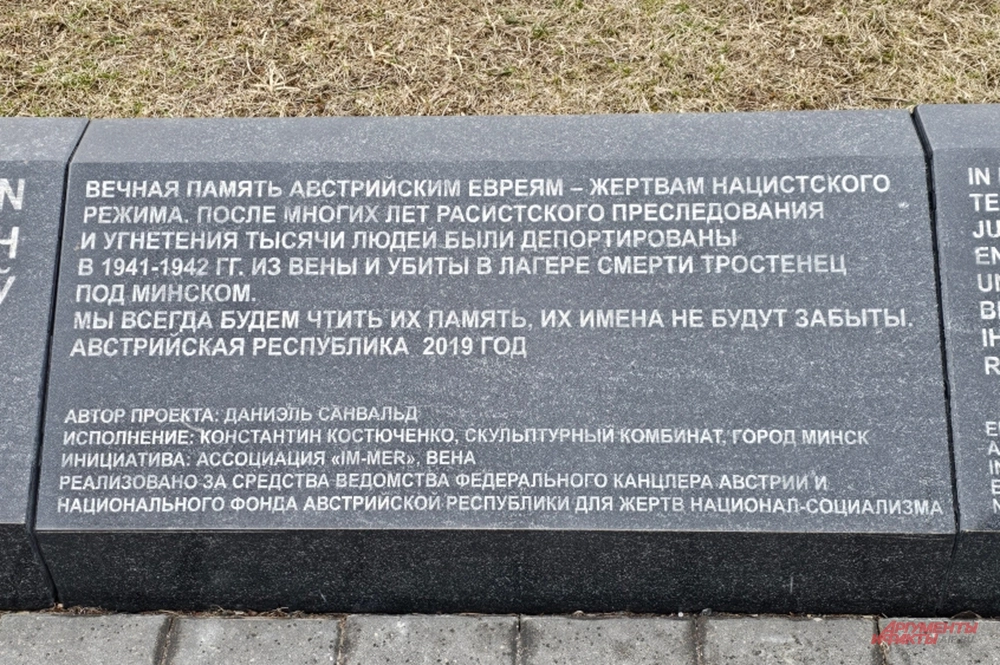 ВЕЧНАЯ ПАМЯТЬ АВСТРИЙСКИМ ЕВРЕЯМ – ЖЕРТВАМ НАЦИСТСКОГО
РЕЖИМА. ПОСЛЕ МНОГИХ ЛЕТ РАСИСТСКОГО ПРЕСЛЕДОВАНИЯ
И УГНЕТЕНИЯ ТЫСЯЧИ ЛЮДЕЙ БЫЛИ ДЕПОРТИРОВАНЫ
В 1941-1942 ГГ. ИЗ ВЕНЫ И УБИТЫ В ЛАГЕРЕ СМЕРТИ ТРОСТЕНЕЦ
ПОД МИНСКОМ.
МЫ ВСЕГДА БУДЕМ ЧТИТЬ ИХ ПАМЯТЬ, ИХ ИМЕНА НЕ БУДУТ ЗАБЫТЫ.
АВСТРИЙСКАЯ РЕСПУБЛИКА 2019 ГОД
АВТОР ПРОЕКТА: ДАНИЭЛЬ САНВАЛЬД
ИСПОЛНЕНИЕ: КОНСТАНТИН КОСТЮЧЕНКО, СКУЛЬПТУРНЫЙ КОМБИНАТ, ГОРОД МИНСК
ИНИЦИАТИВА: АССОЦИАЦИЯ «IM-MER», ВЕНА
РЕАЛИЗОВАНО ЗА СРЕДСТВА ВЕДОМСТВА ФЕДЕРАЛЬНОГО КАНЦЛЕРА АВСТРИИ И
НАЦИОНАЛЬНОГО ФОНДА АВСТРИЙСКОЙ РЕСПУБЛИКИ ДЛЯ ЖЕРТВ НАЦИОНАЛ-СОЦИАЛИЗМА
АРГУМЕНТЫ
И ФАКТЫ